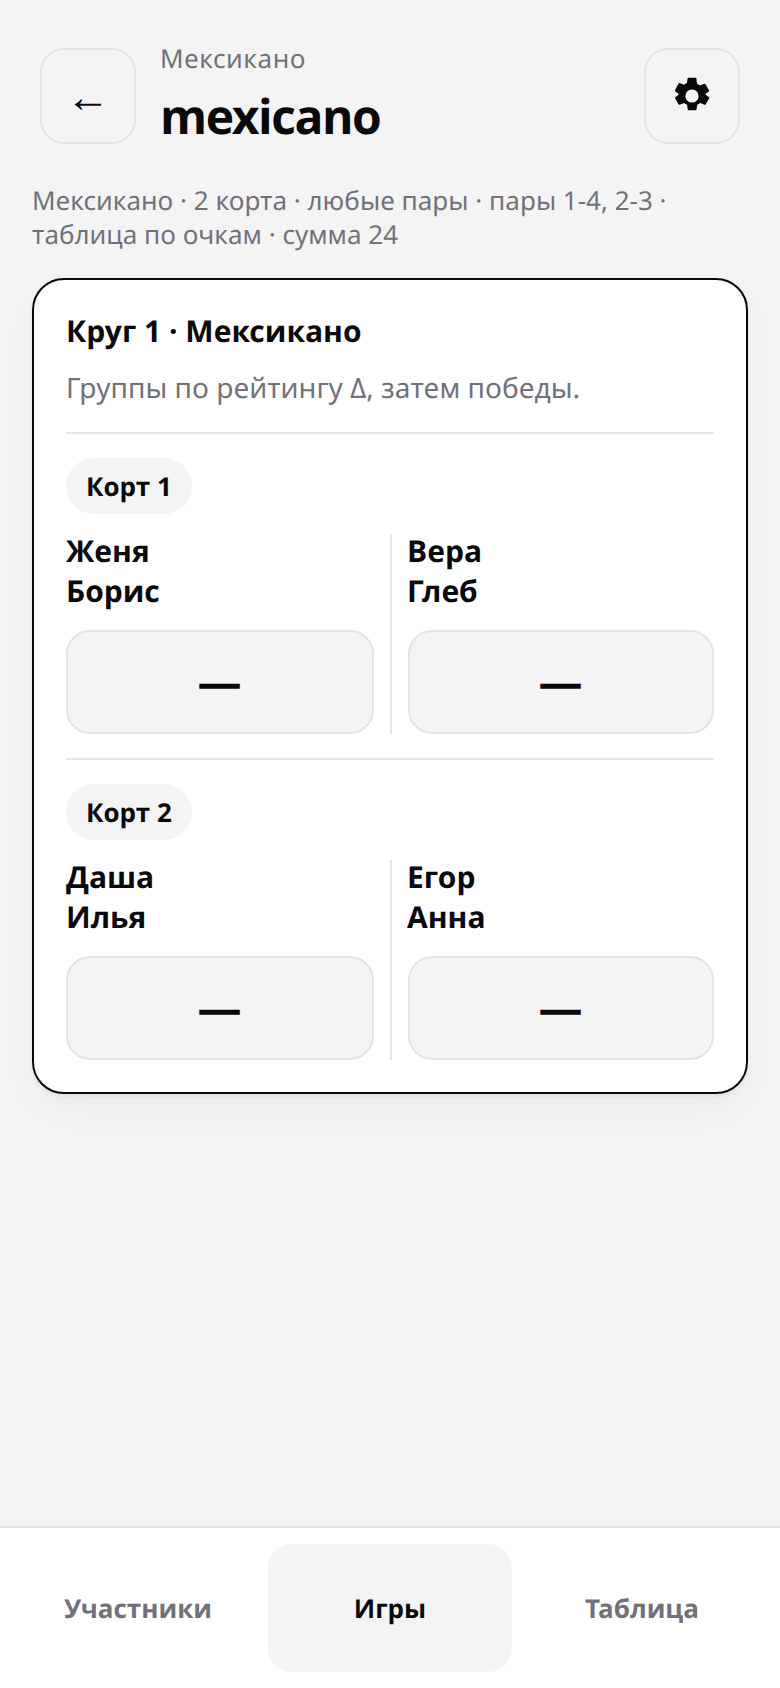 ←
Мексикано
mexicano
Мексикано · 2 корта · любые пары · пары 1-4, 2-3 ·
таблица по очкам · сумма 24
Круг 1 · Мексикано
Группы по рейтингу Δ, затем победы.
Корт 1
Женя
Борис
—
Вера
Глеб
—
Корт 2
Даша
Илья
—
Егор
Анна
—
Участники
Игры
Таблица